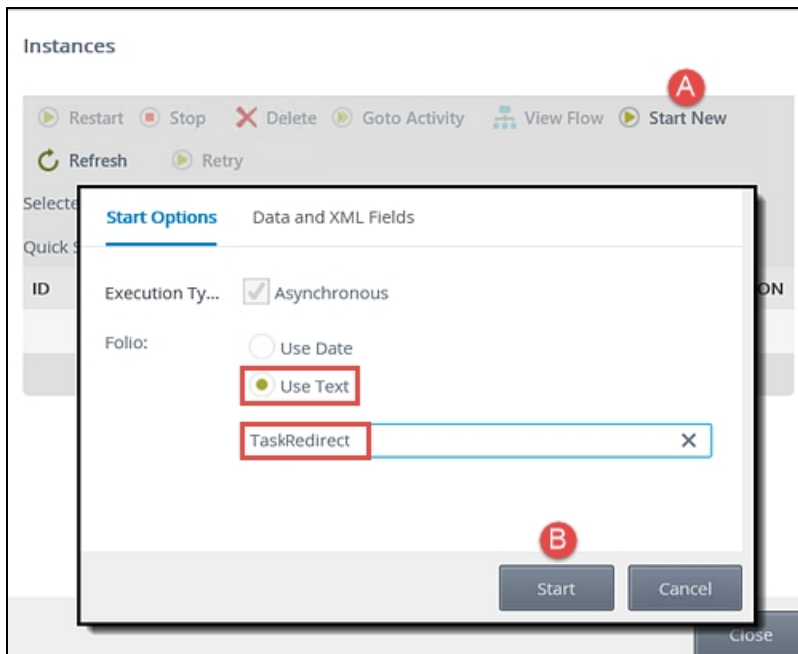 Instances
A
Restart Stop Delete Goto Activity View Flow Start New
Refresh Retry
Selecte
Quick S
ID ON
Start Options Data and XML Fields
Execution Ty... Asynchronous
Folio: Use Date
Use Text
TaskRedirect
B
Start Cancel
Close